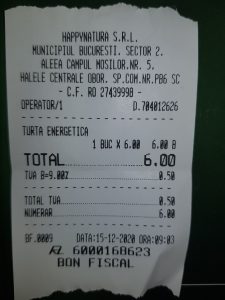 HAPPYNATURA S.R.L.
MUNICIPIUL BUCURESTI. SECTOR 2.
ALEEA CAMPUL MOSILOR.NR. 5.
HALELE CENTRALE OBOR. SP.COM.NR.PB6 SC
- C.F. RO 27439998 -
OPERATOR/1 D.704012626
TURTA ENERGETICA
1 BUC X 6.00 6.00 B
TOTAL 6.00
TVA B=9.00% 0.50
TOTAL TVA 0.50
NUMERAR 6.00
BF.0009 DATA:15-12-2020 ORA:09:03
6000168623
BON FISCAL